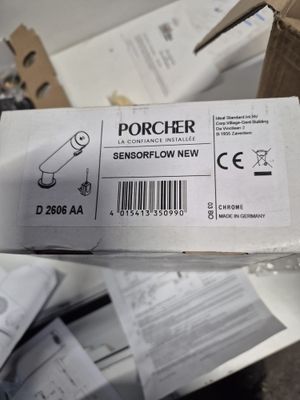 PORCHER
LA CONFIANCE INSTALLÉE
SENSORFLOW NEW
Ideal Standard Int.NV
Corp.Village-Gent Building
Da Vincilaan 2
B 1935 Zaventem
CE
D 2606 AA
4 015413 350990
CHROME
MADE IN GERMANY